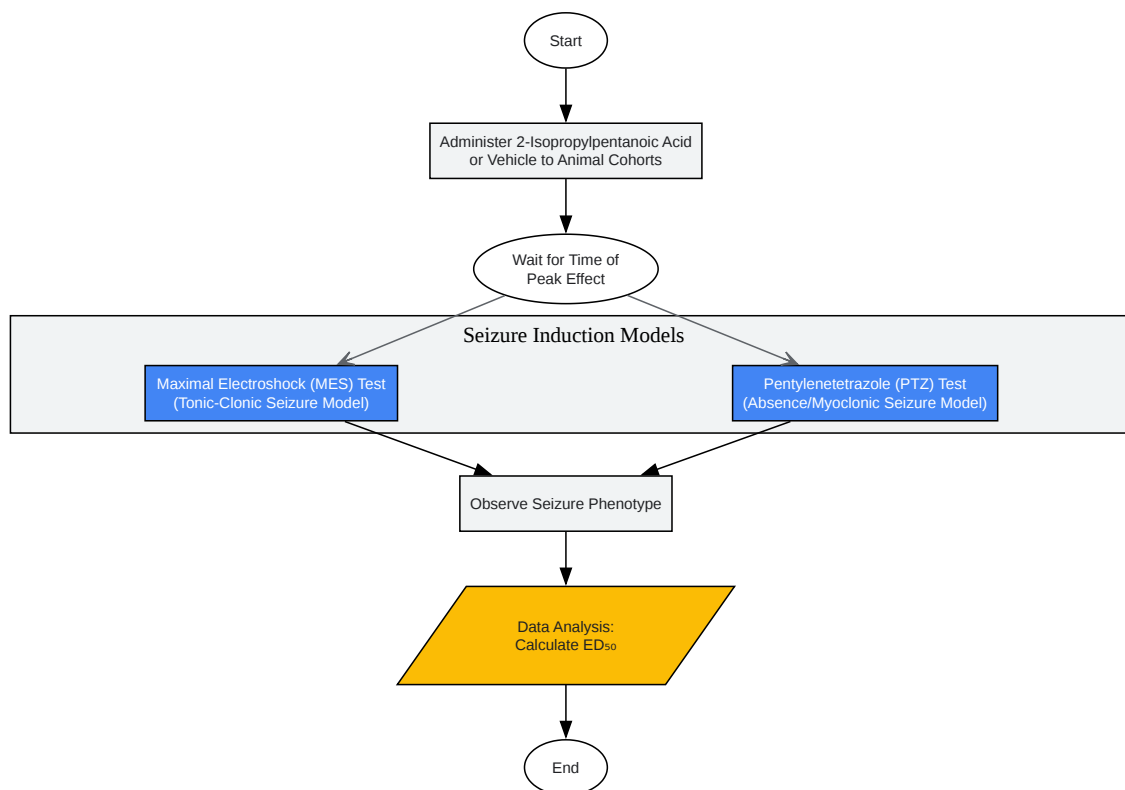 Start
Administer 2-Isopropylpentanoic Acid
or Vehicle to Animal Cohorts
Wait for Time of
Peak Effect
Seizure Induction Models
Maximal Electroshock (MES) Test
(Tonic-Clonic Seizure Model)
Pentylenetetrazole (PTZ) Test
(Absence/Myoclonic Seizure Model)
Observe Seizure Phenotype
Data Analysis:
Calculate ED₅₀
End